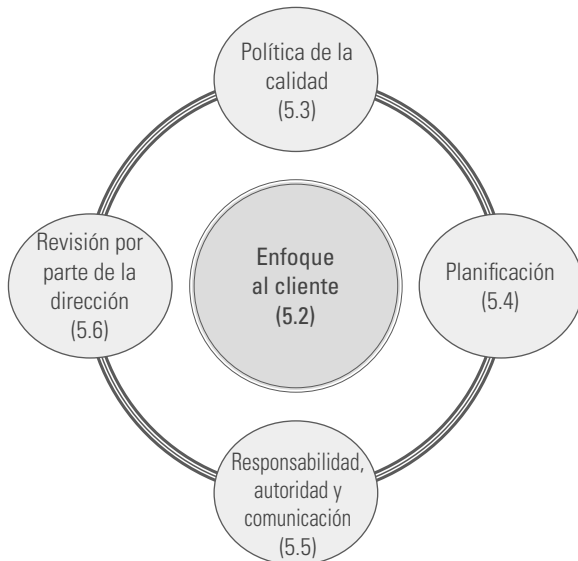 Política de la
calidad
(5.3)
Revisión por
parte de la
dirección
(5.6)
Enfoque
al cliente
(5.2)
Planificación
(5.4)
Responsabilidad,
autoridad y
comunicación
(5.5)